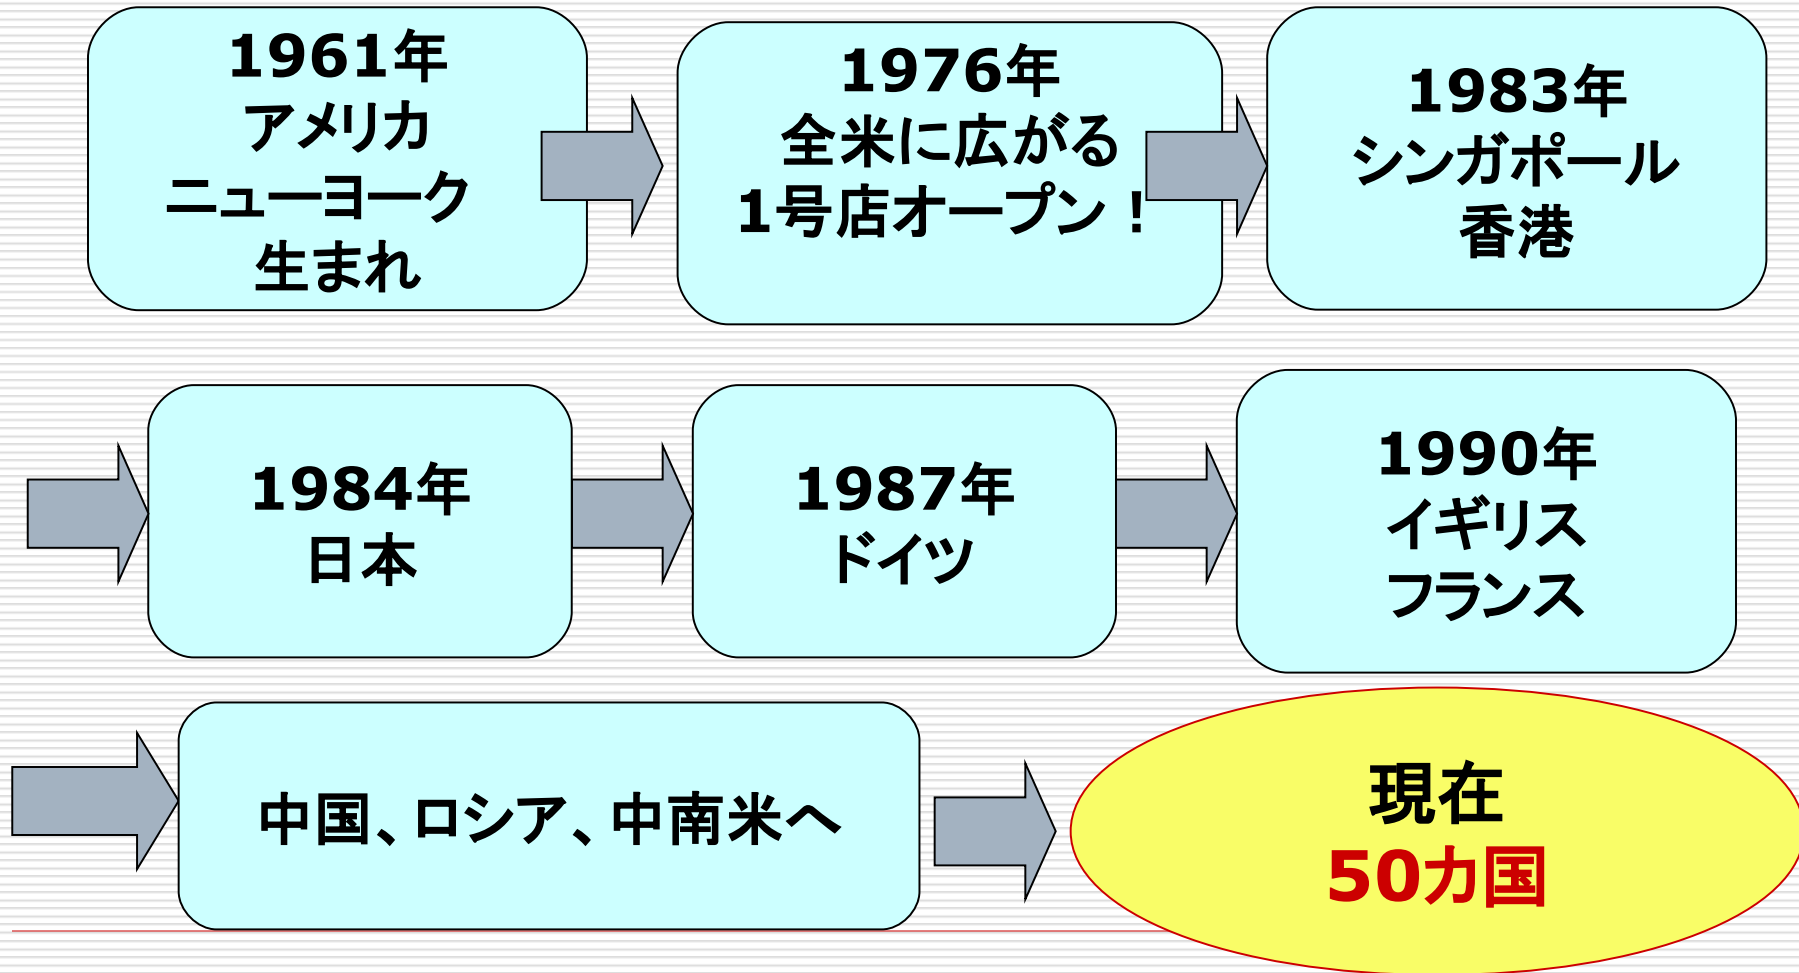 1961年
アメリカ
ニューヨーク
生まれ
1976年
全米に広がる
1号店オープン！
1983年
シンガポール
香港
1984年
日本
1987年
ドイツ
1990年
イギリス
フランス
中国、ロシア、中南米へ
現在
50カ国